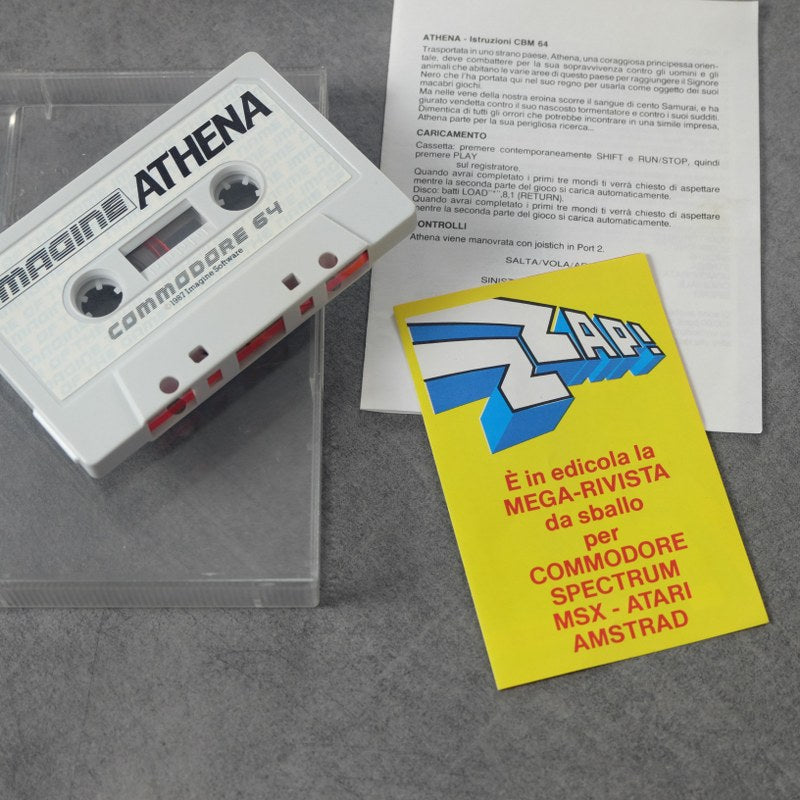 IMAGINE ATHENA
COMMODORE 64
©1987 Imagine Software
ATHENA - Istruzioni CBM 64
Trasportata in uno strano paese, Athena, una coraggiosa principessa orien-
tale, deve combattere per la sua sopravvivenza contro gli uomini e gli
animali che abitano le varie aree di questo paese per raggiungere il Signore
Nero che l'ha portata qui nel suo regno per usarla come oggetto dei suoi
macabri giochi.
Ma nelle vene della nostra eroina scorre il sangue di cento Samurai, e ha
giurato vendetta contro il suo nascosto tormentatore e contro i suoi sudditi.
Dimentica di tutti gli orrori che potrebbe incontrare in una simile impresa,
Athena parte per la sua perigliosa ricerca...
CARICAMENTO
Cassetta: premere contemporaneamente SHIFT e RUN/STOP, quindi
premere PLAY
sul registratore.
Quando avrai completato i primi tre mondi ti verrà chiesto di aspettare
mentre la seconda parte del gioco si carica automaticamente.
Disco: batti LOAD"*",8,1 (RETURN).
Quando avrai completato i primi tre mondi ti verrà chiesto di aspettare
mentre la seconda parte del gioco si carica automaticamente.
CONTROLLI
Athena viene manovrata con joistich in Port 2.
SALTA/VOLA/
SINIST
ZZAP!
È in edicola la
MEGA-RIVISTA
da sballo
per
COMMODORE
SPECTRUM
MSX - ATARI
AMSTRAD